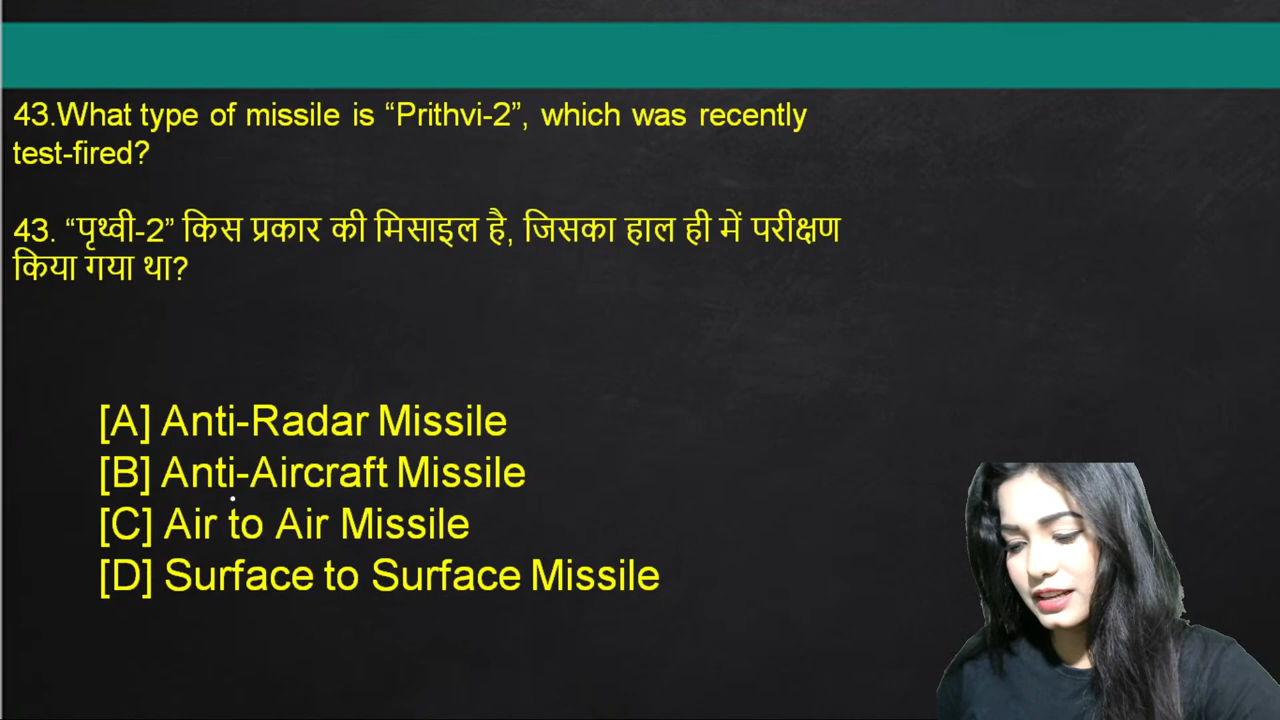 43.What type of missile is “Prithvi-2”, which was recently
test-fired?
43. “पृथ्वी-2” किस प्रकार की मिसाइल है, जिसका हाल ही में परीक्षण
किया गया था?
[A] Anti-Radar Missile
[B] Anti-Aircraft Missile
[C] Air to Air Missile
[D] Surface to Surface Missile